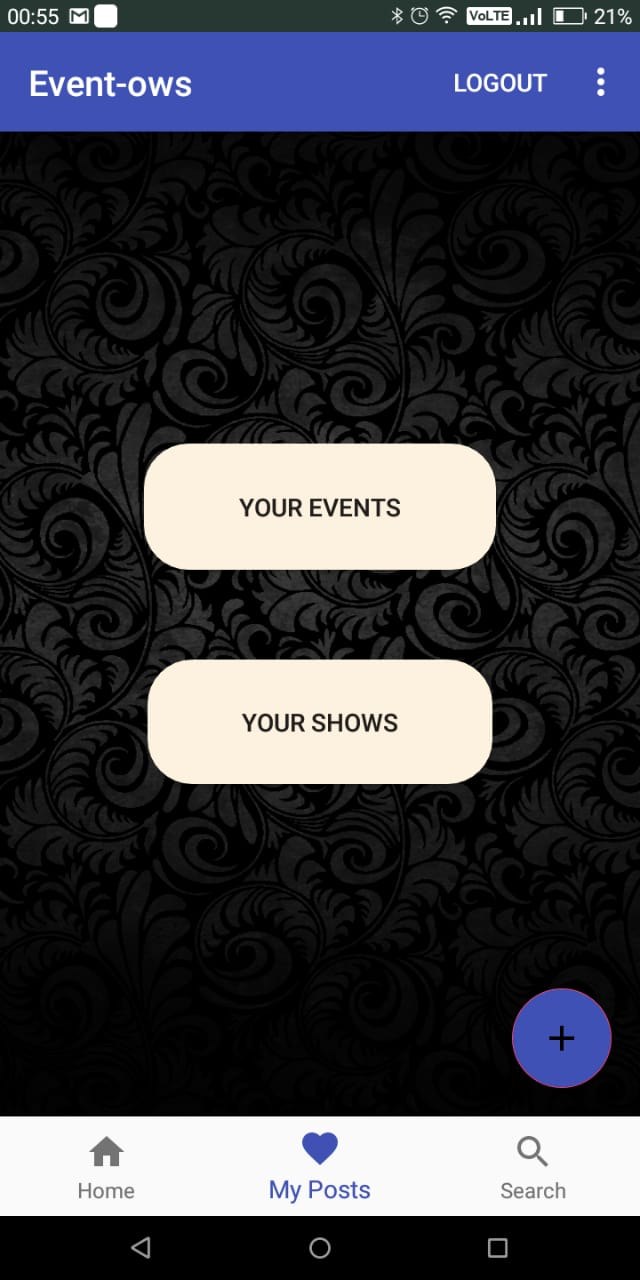 00:55 VoLTE 21%
Event-ows LOGOUT
YOUR EVENTS
YOUR SHOWS
+
Home My Posts Search